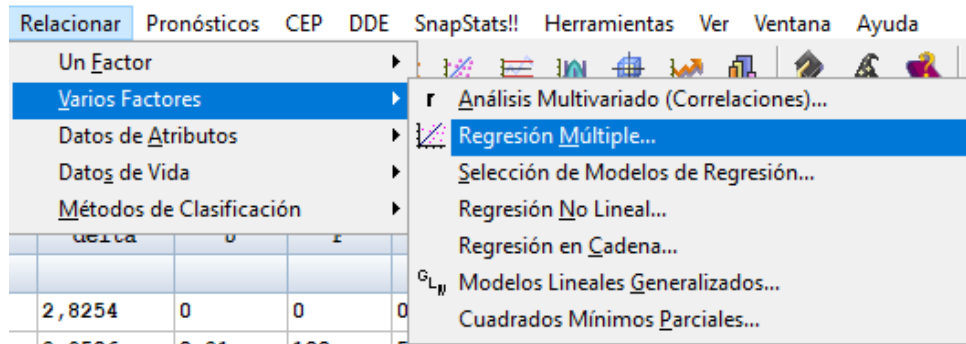 Relacionar Pronósticos CEP DDE SnapStats!! Herramientas Ver Ventana Ayuda
Un Factor
Varios Factores
Datos de Atributos
Datos de Vida
Métodos de Clasificación
r Análisis Multivariado (Correlaciones)...
Regresión Múltiple...
Selección de Modelos de Regresión...
Regresión No Lineal...
Regresión en Cadena...
GLN Modelos Lineales Generalizados...
Cuadrados Mínimos Parciales...
delta
2,8254 0 0 0